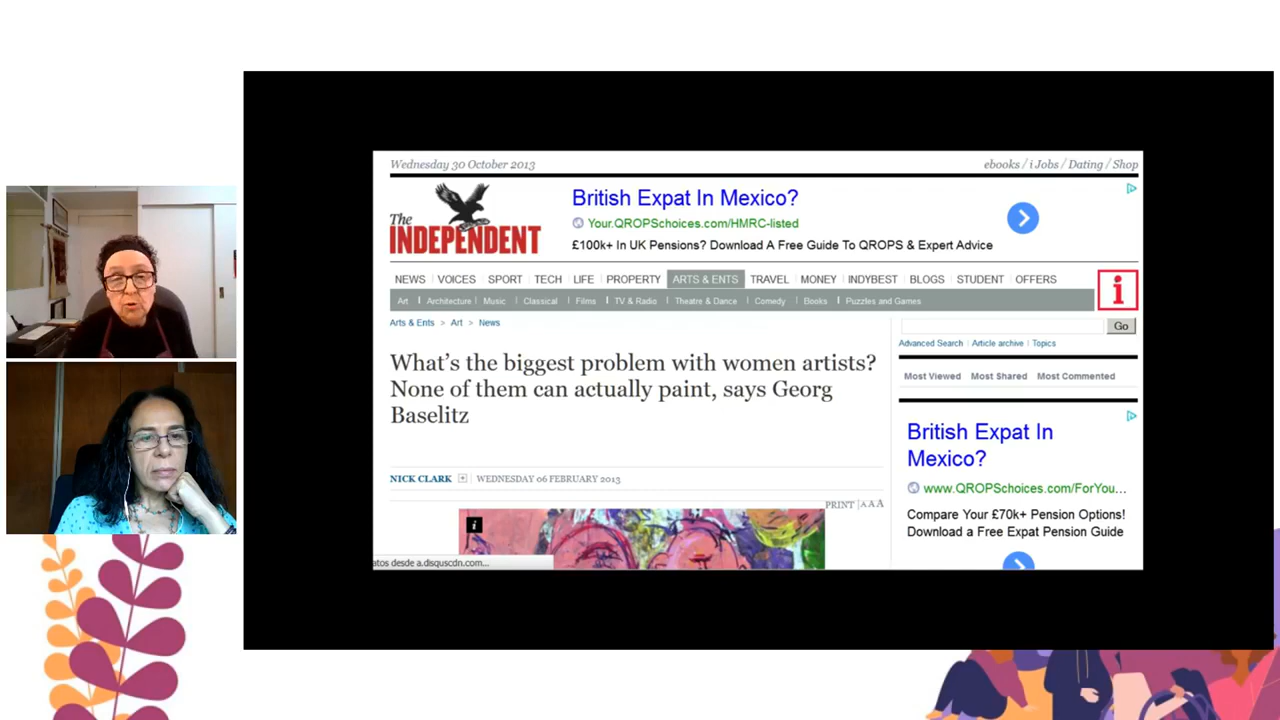 Wednesday 30 October 2013
ebooks / i Jobs / Dating / Shop
The
INDEPENDENT
British Expat In Mexico?
Your.QROPSchoices.com/HMRC-listed
£100k+ In UK Pensions? Download A Free Guide To QROPS & Expert Advice
NEWS VOICES SPORT TECH LIFE PROPERTY ARTS & ENTS TRAVEL MONEY INDYBEST BLOGS STUDENT OFFERS
Art Architecture Music Classical Films TV & Radio Theatre & Dance Comedy Books Puzzles and Games
i
Arts & Ents > Art > News
Go
Advanced Search Article archive Topics
What's the biggest problem with women artists?
None of them can actually paint, says Georg
Baselitz
Most Viewed Most Shared Most Commented
British Expat In
Mexico?
www.QROPSchoices.com/ForYou...
Compare Your £70k+ Pension Options!
Download a Free Expat Pension Guide
NICK CLARK + WEDNESDAY 06 FEBRUARY 2013
PRINT A A A
i
atos desde a.disquscdn.com...